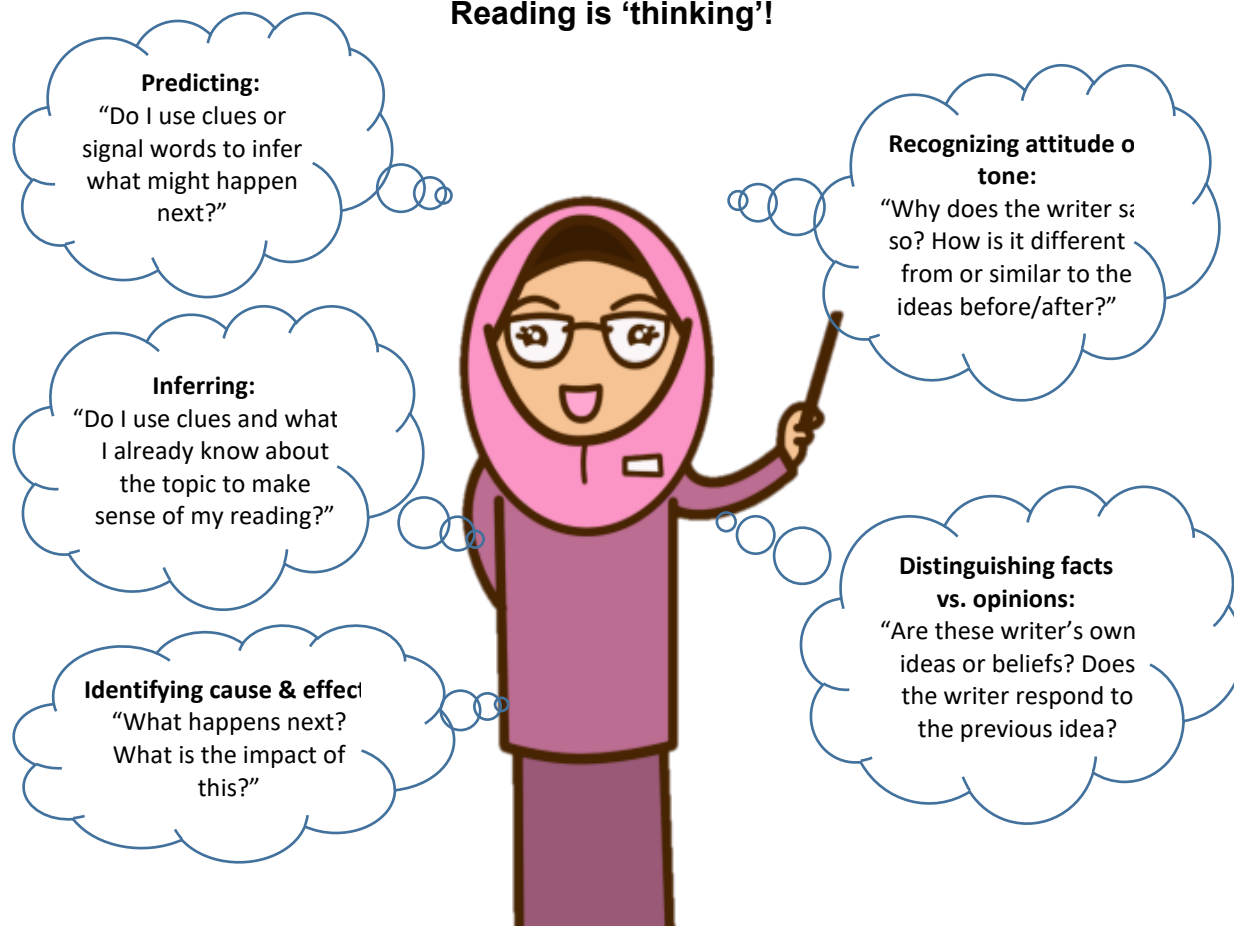 Reading is ‘thinking’!
Predicting:
“Do I use clues or
signal words to infer
what might happen
next?”
Inferring:
“Do I use clues and what
I already know about
the topic to make
sense of my reading?”
Identifying cause & effect
“What happens next?
What is the impact of
this?”
Recognizing attitude o
tone:
“Why does the writer sa
so? How is it different
from or similar to the
ideas before/after?”
Distinguishing facts
vs. opinions:
“Are these writer’s own
ideas or beliefs? Does
the writer respond to
the previous idea?